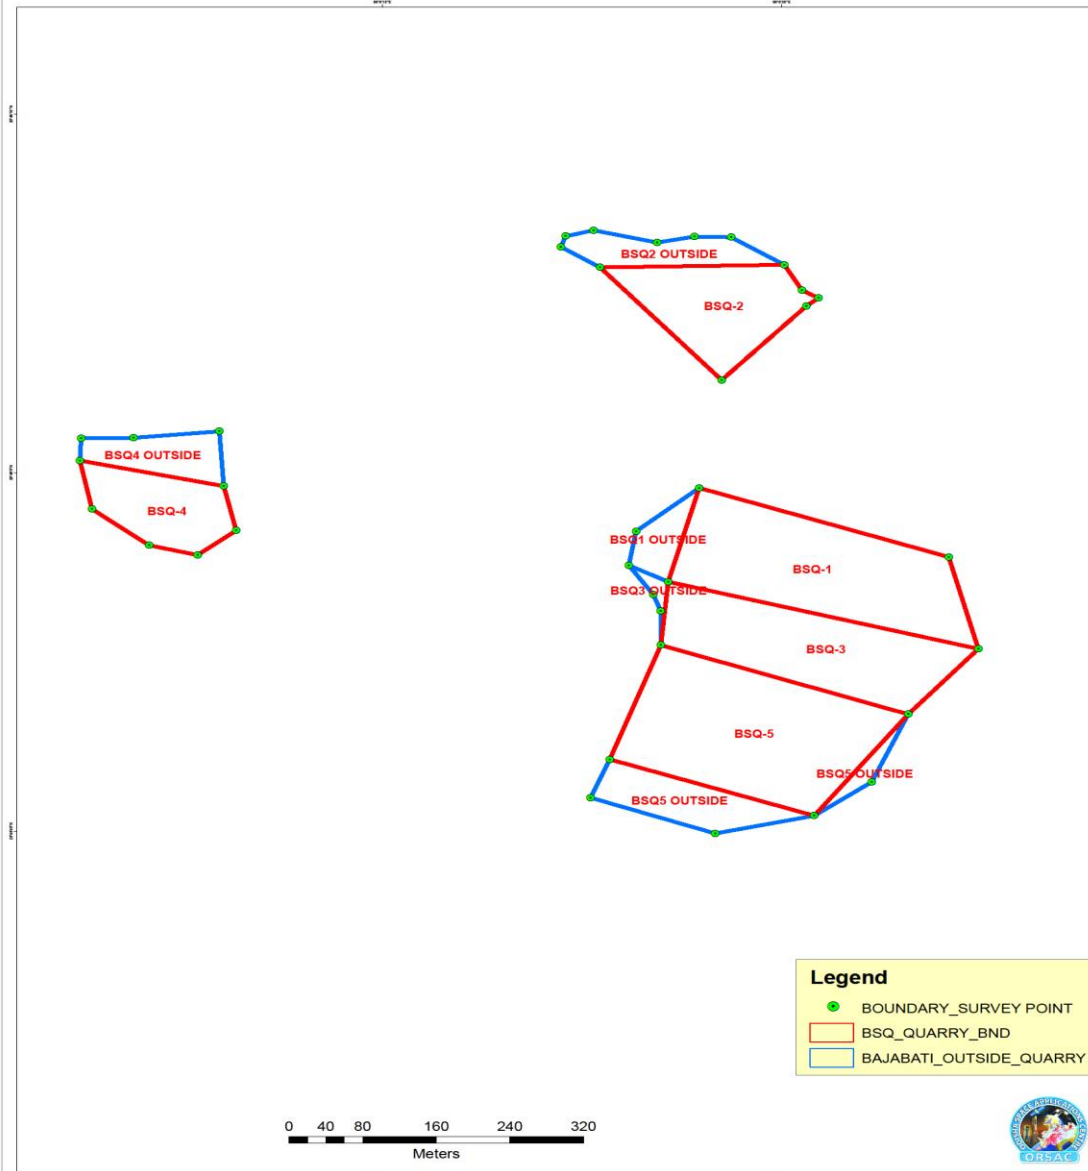 BSQ2 OUTSIDE
BSQ-2
BSQ4 OUTSIDE
BSQ-4
BSQ1 OUTSIDE
BSQ-1
BSQ3 OUTSIDE
BSQ-3
BSQ-5
BSQ5 OUTSIDE
BSQ5 OUTSIDE
Legend
BOUNDARY_SURVEY POINT
BSQ_QUARRY_BND
BAJABATI_OUTSIDE_QUARRY
0 40 80 160 240 320
Meters
ORSAC